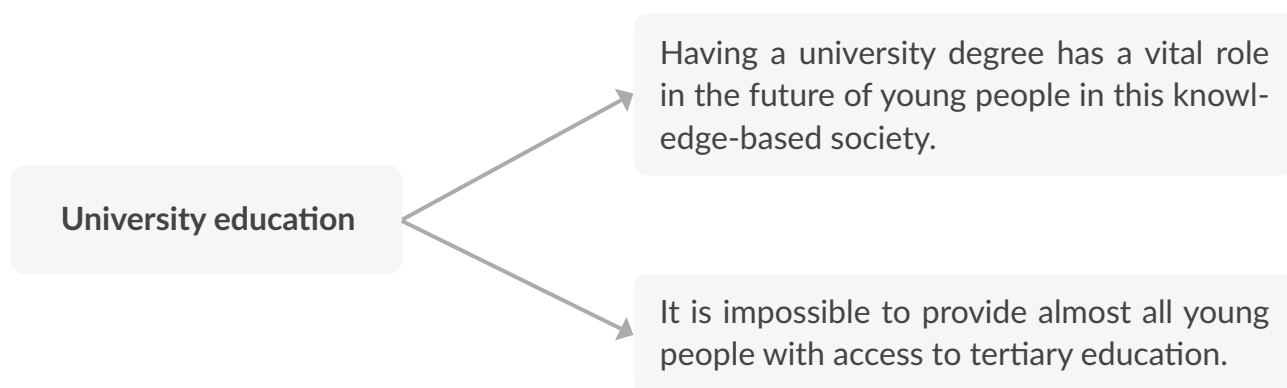 University education
Having a university degree has a vital role
in the future of young people in this knowl-
edge-based society.
It is impossible to provide almost all young
people with access to tertiary education.